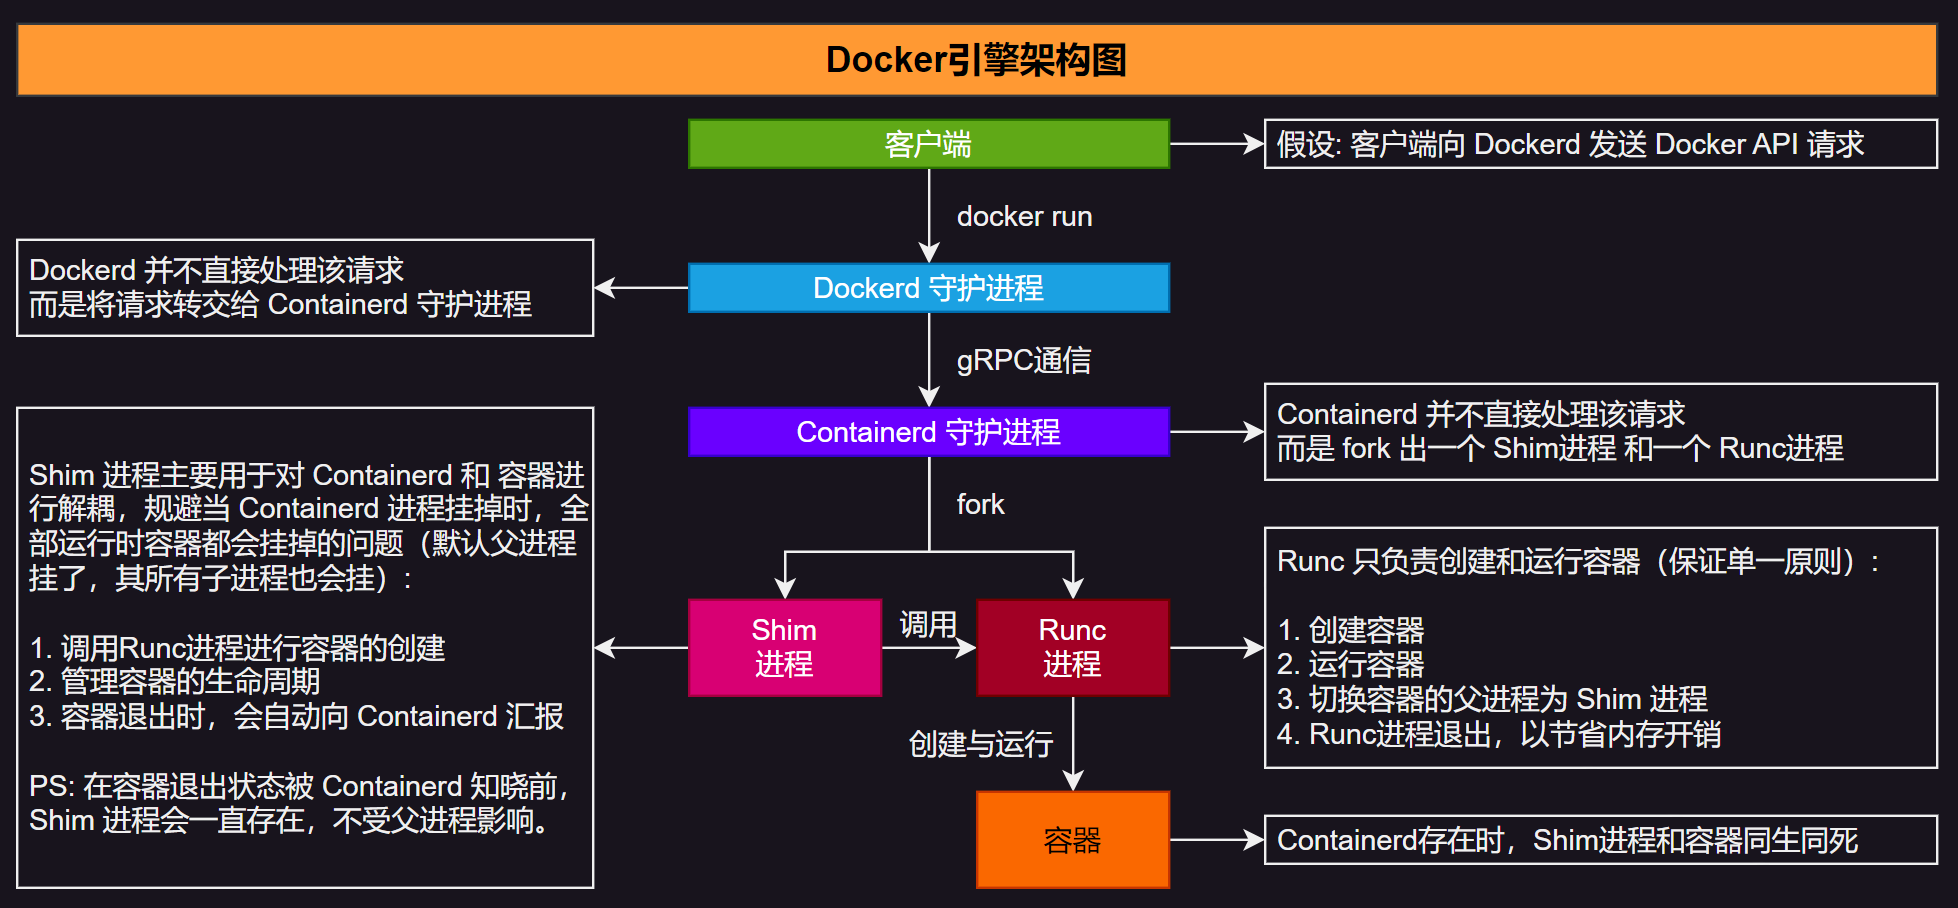 Docker引擎架构图
客户端
假设: 客户端向 Dockerd 发送 Docker API 请求
docker run
Dockerd 并不直接处理该请求
而是将请求转交给 Containerd 守护进程
Dockerd 守护进程
gRPC通信
Containerd 守护进程
Containerd 并不直接处理该请求
而是 fork 出一个 Shim进程 和一个 Runc进程
fork
Shim 进程主要用于对 Containerd 和 容器进
行解耦，规避当 Containerd 进程挂掉时，全
部运行时容器都会挂掉的问题（默认父进程
挂了，其所有子进程也会挂）：
1. 调用Runc进程进行容器的创建
2. 管理容器的生命周期
3. 容器退出时，会自动向 Containerd 汇报
PS: 在容器退出状态被 Containerd 知晓前，
Shim 进程会一直存在，不受父进程影响。
Shim
进程
调用
Runc
进程
Runc 只负责创建和运行容器（保证单一原则）：
1. 创建容器
2. 运行容器
3. 切换容器的父进程为 Shim 进程
4. Runc进程退出，以节省内存开销
创建与运行
容器
Containerd存在时，Shim进程和容器同生同死